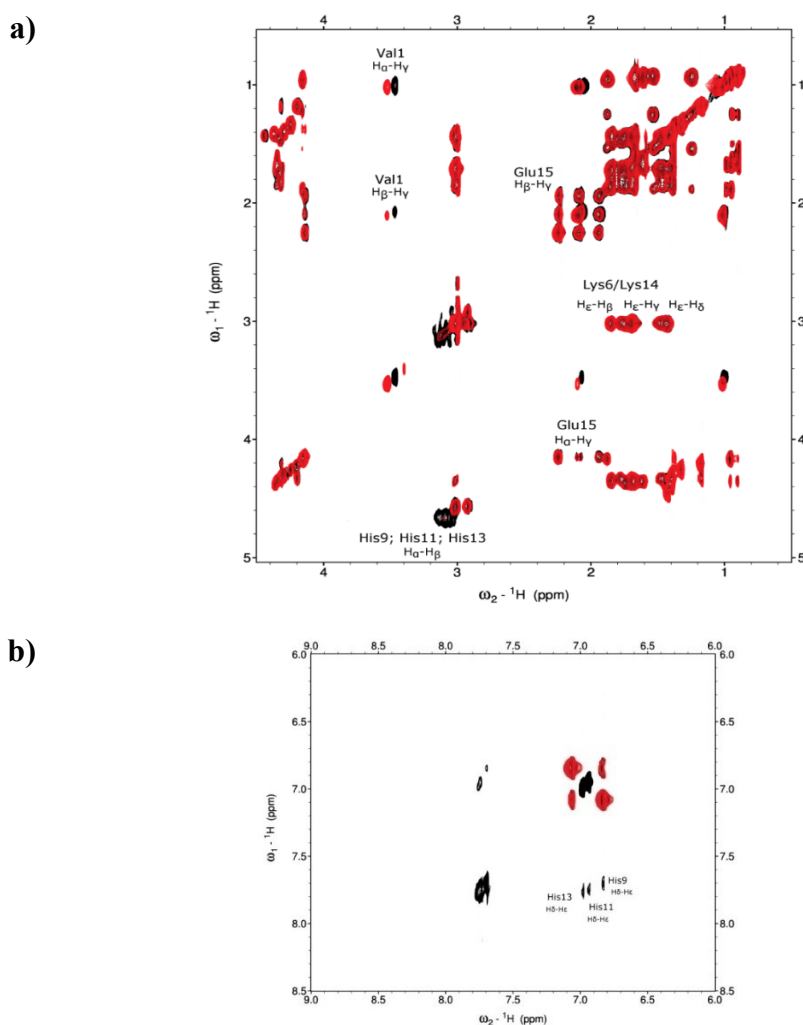 a)
4 3 2 1
Val1
Hα-Hγ
1 1
Val1
Hβ-Hγ
Glu15
Hβ-Hγ
2 2
Lys6/Lys14
Hε-Hβ Hε-Hγ Hε-Hδ
3 3
ω1 - 1H (ppm)
Glu15
Hα-Hγ
4 4
His9; His11; His13
Hα-Hβ
5 5
4 3 2 1
ω2 - 1H (ppm)
b)
9.0 8.5 8.0 7.5 7.0 6.5 6.0
6.0 6.0
6.5 6.5
7.0 7.0
ω1 - 1H (ppm)
7.5 7.5
His9
Hδ-Hε
His13
Hδ-Hε
His11
Hδ-Hε
8.0 8.0
8.5 8.5
9.0 8.5 8.0 7.5 7.0 6.5 6.0
ω2 - 1H (ppm)